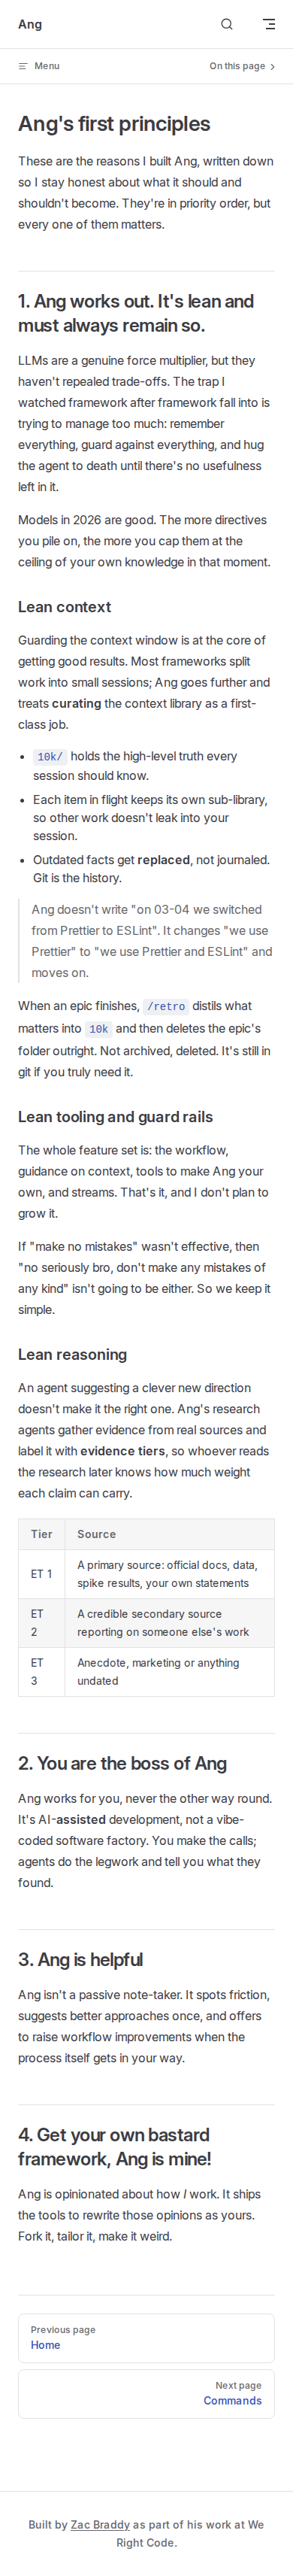 Ang
Menu
On this page
Ang's first principles
These are the reasons I built Ang, written down
so I stay honest about what it should and
shouldn't become. They're in priority order, but
every one of them matters.
1. Ang works out. It's lean and
must always remain so.
LLMs are a genuine force multiplier, but they
haven't repealed trade-offs. The trap I
watched framework after framework fall into is
trying to manage too much: remember
everything, guard against everything, and hug
the agent to death until there's no usefulness
left in it.
Models in 2026 are good. The more directives
you pile on, the more you cap them at the
ceiling of your own knowledge in that moment.
Lean context
Guarding the context window is at the core of
getting good results. Most frameworks split
work into small sessions; Ang goes further and
treats curating the context library as a first-
class job.
• 10k/ holds the high-level truth every
session should know.
• Each item in flight keeps its own sub-library,
so other work doesn't leak into your
session.
• Outdated facts get replaced, not journaled.
Git is the history.
Ang doesn't write "on 03-04 we switched
from Prettier to ESLint". It changes "we use
Prettier" to "we use Prettier and ESLint" and
moves on.
When an epic finishes, /retro distils what
matters into 10k and then deletes the epic's
folder outright. Not archived, deleted. It's still in
git if you truly need it.
Lean tooling and guard rails
The whole feature set is: the workflow,
guidance on context, tools to make Ang your
own, and streams. That's it, and I don't plan to
grow it.
If "make no mistakes" wasn't effective, then
"no seriously bro, don't make any mistakes of
any kind" isn't going to be either. So we keep it
simple.
Lean reasoning
An agent suggesting a clever new direction
doesn't make it the right one. Ang's research
agents gather evidence from real sources and
label it with evidence tiers, so whoever reads
the research later knows how much weight
each claim can carry.
Tier Source
ET 1 A primary source: official docs, data,
spike results, your own statements
ET A credible secondary source
2 reporting on someone else's work
ET Anecdote, marketing or anything
3 undated
2. You are the boss of Ang
Ang works for you, never the other way round.
It's AI-assisted development, not a vibe-
coded software factory. You make the calls;
agents do the legwork and tell you what they
found.
3. Ang is helpful
Ang isn't a passive note-taker. It spots friction,
suggests better approaches once, and offers
to raise workflow improvements when the
process itself gets in your way.
4. Get your own bastard
framework, Ang is mine!
Ang is opinionated about how I work. It ships
the tools to rewrite those opinions as yours.
Fork it, tailor it, make it weird.
Previous page
Home
Next page
Commands
Built by Zac Braddy as part of his work at We
Right Code.